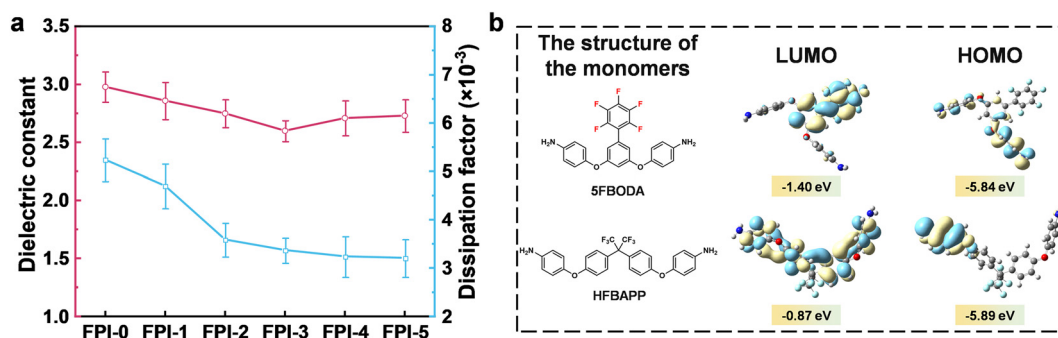 a
Dielectric constant
3.5
3.0
2.5
2.0
1.5
1.0
FPI-0 FPI-1 FPI-2 FPI-3 FPI-4 FPI-5
8
7
6
5
4
3
2
Dissipation factor (×10⁻³)
b
The structure of
the monomers
LUMO
HOMO
F
F F
F F
H₂N NH₂
O O
5FBODA
-1.40 eV
-5.84 eV
F₃C CF₃
H₂N NH₂
O O
HFBAPP
-0.87 eV
-5.89 eV